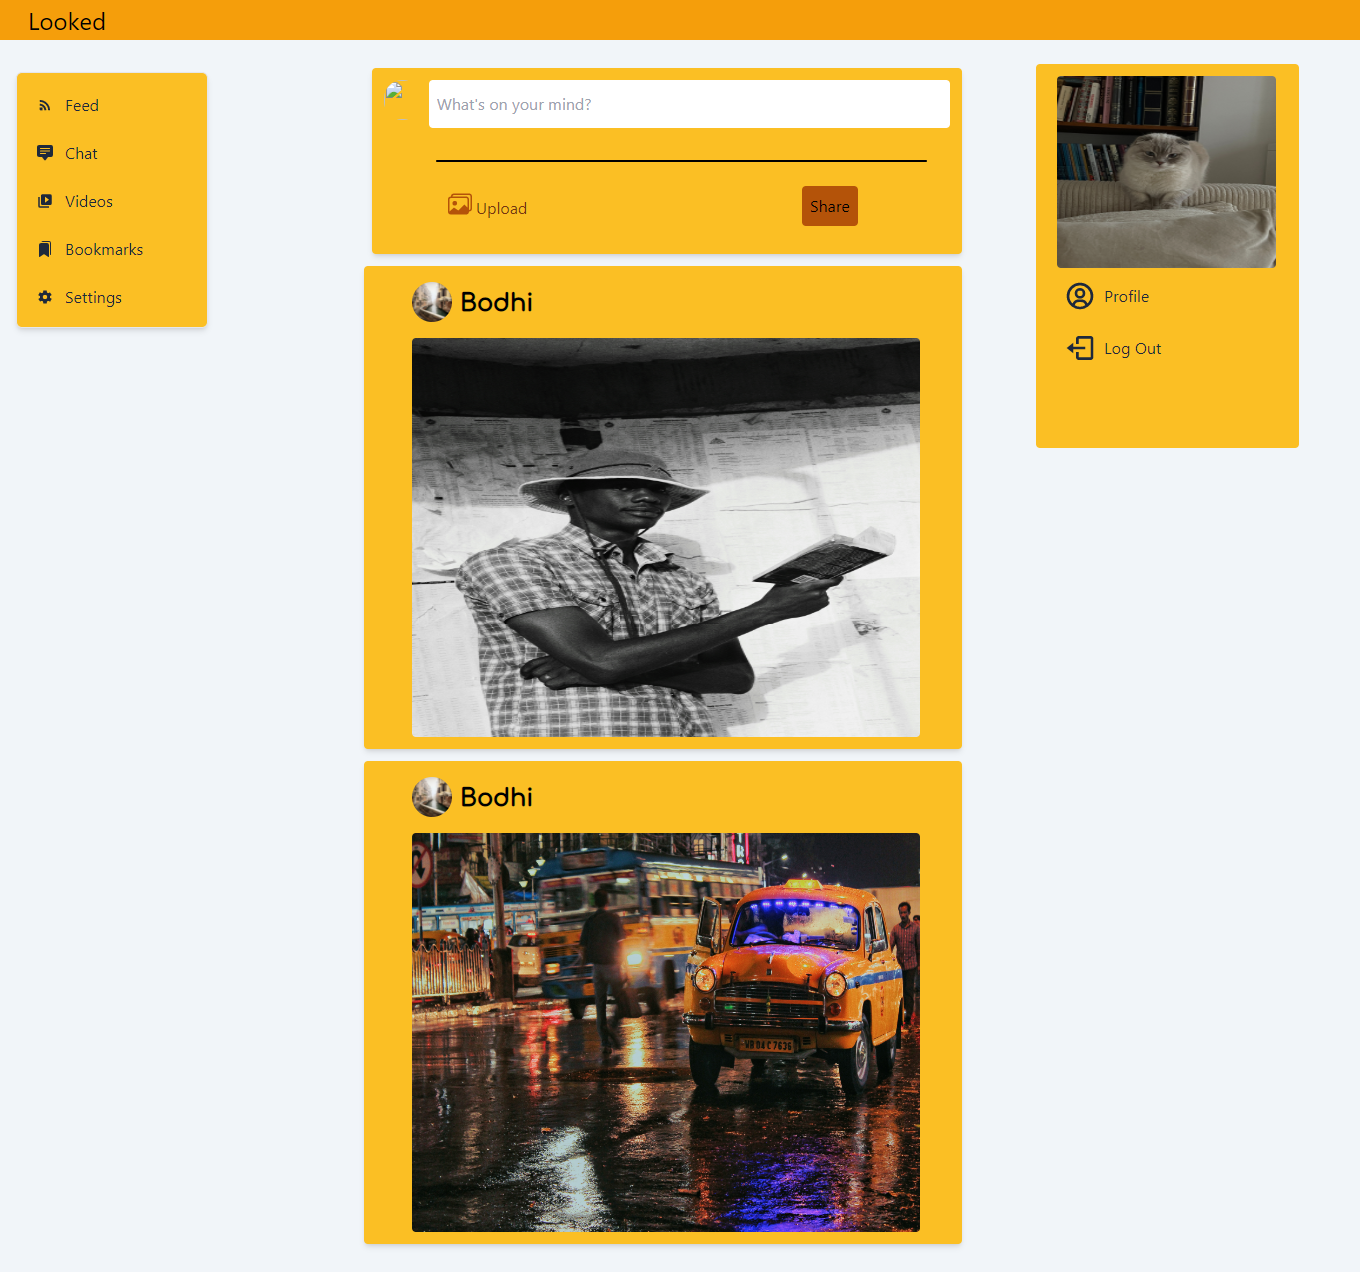 Looked
Feed
Chat
Videos
Bookmarks
Settings
What's on your mind?
Upload
Share
Profile
Log Out
Bodhi
Bodhi